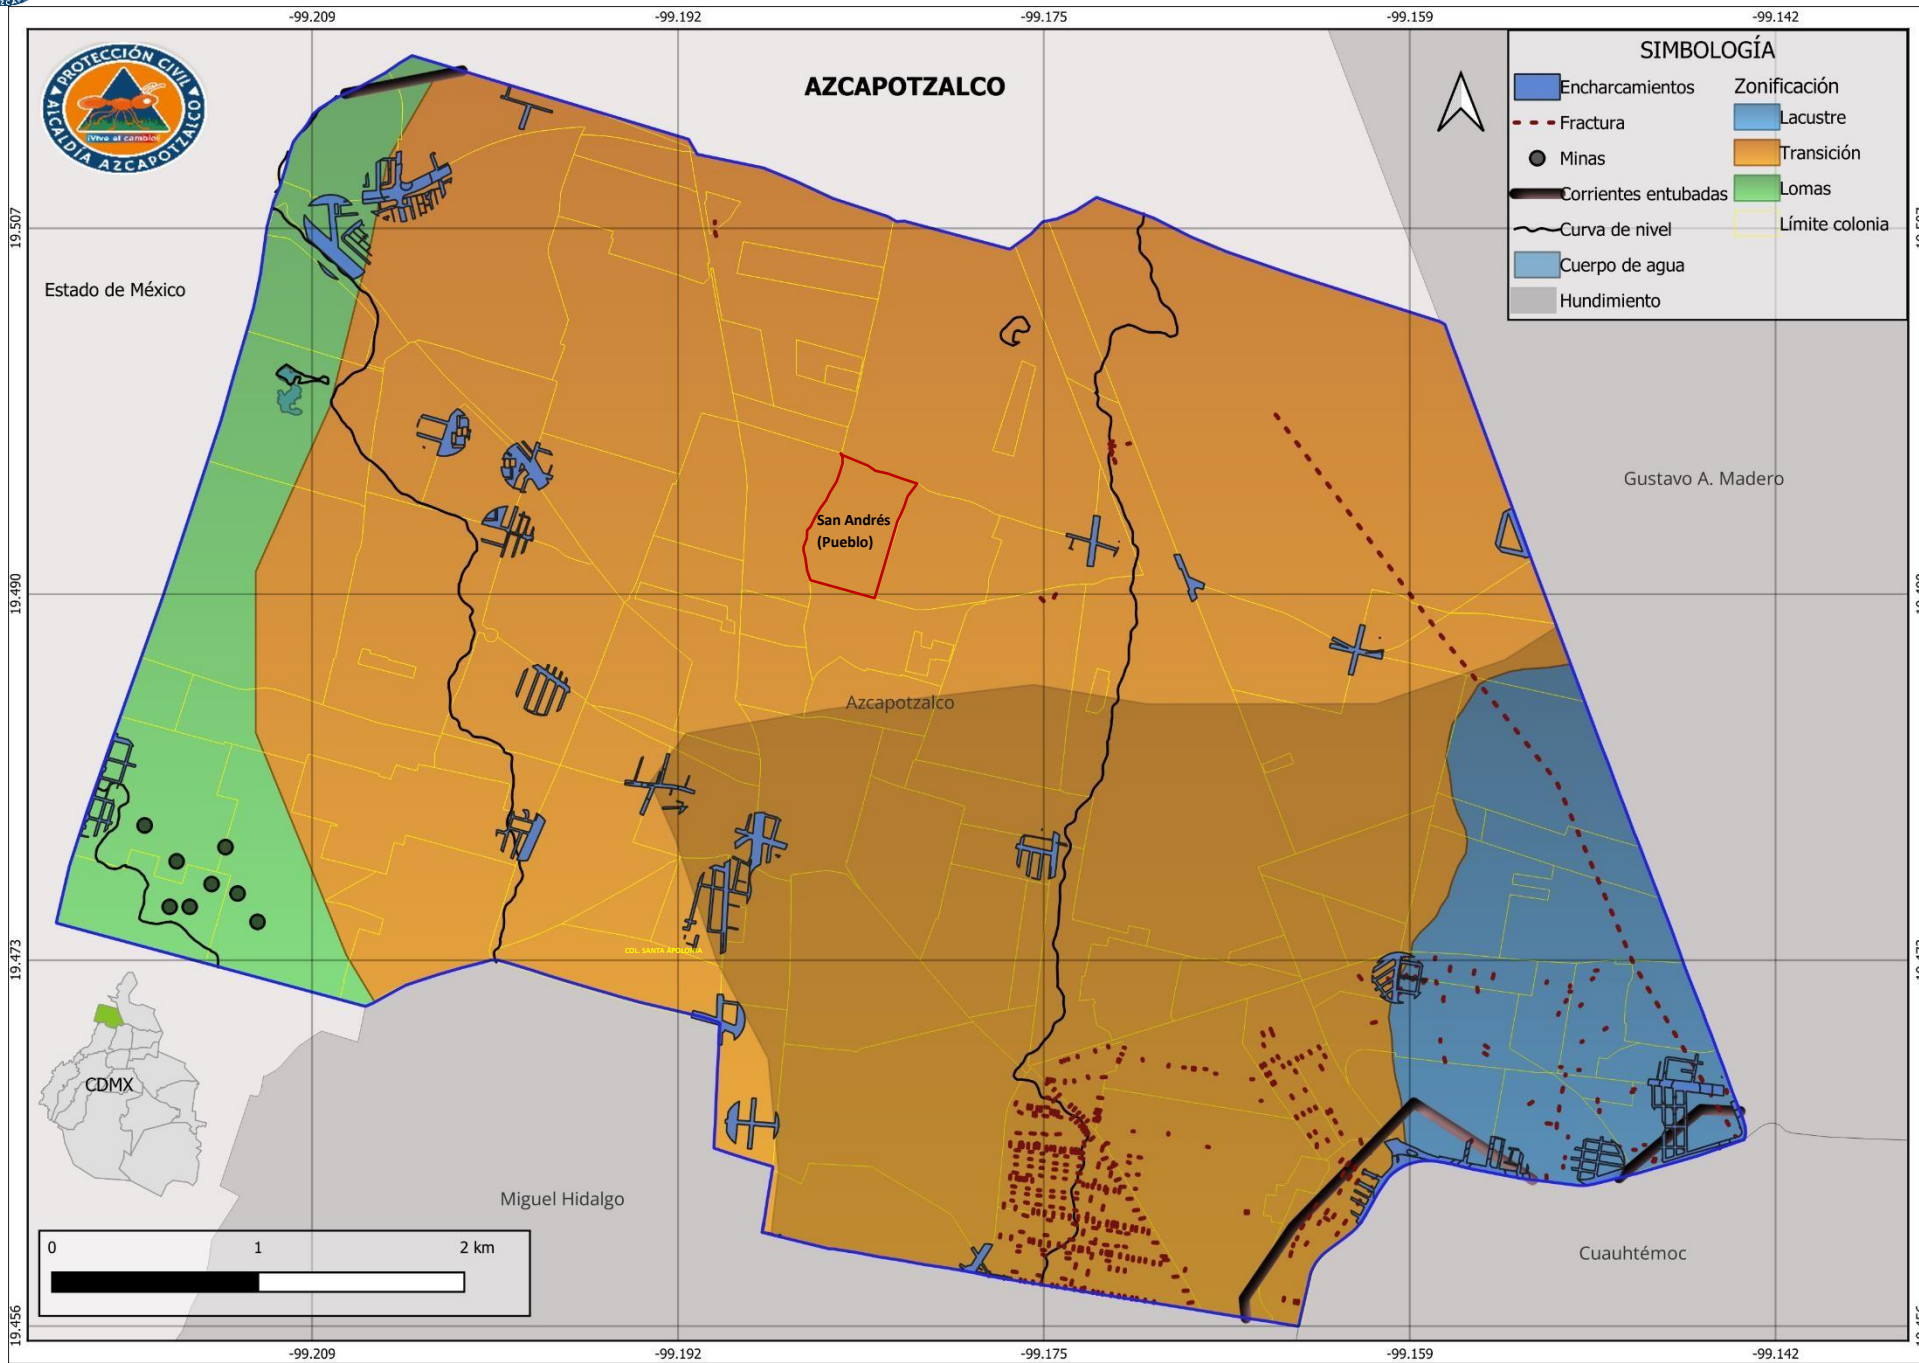 -99.209
-99.192
-99.175
-99.159
-99.142
PROTECCIÓN CIVIL
¡Vive el cambio!
ALCALDÍA AZCAPOTZALCO
AZCAPOTZALCO
SIMBOLOGÍA
Encharcamientos
Fractura
Minas
Corrientes entubadas
Curva de nivel
Cuerpo de agua
Hundimiento
Zonificación
Lacustre
Transición
Lomas
Límite colonia
19.507
Estado de México
Gustavo A. Madero
San Andrés
(Pueblo)
19.490
Azcapotzalco
COL. SANTA APOLONIA
19.473
CDMX
Miguel Hidalgo
Cuauhtémoc
0 1 2 km
19.456
-99.209
-99.192
-99.175
-99.159
-99.142